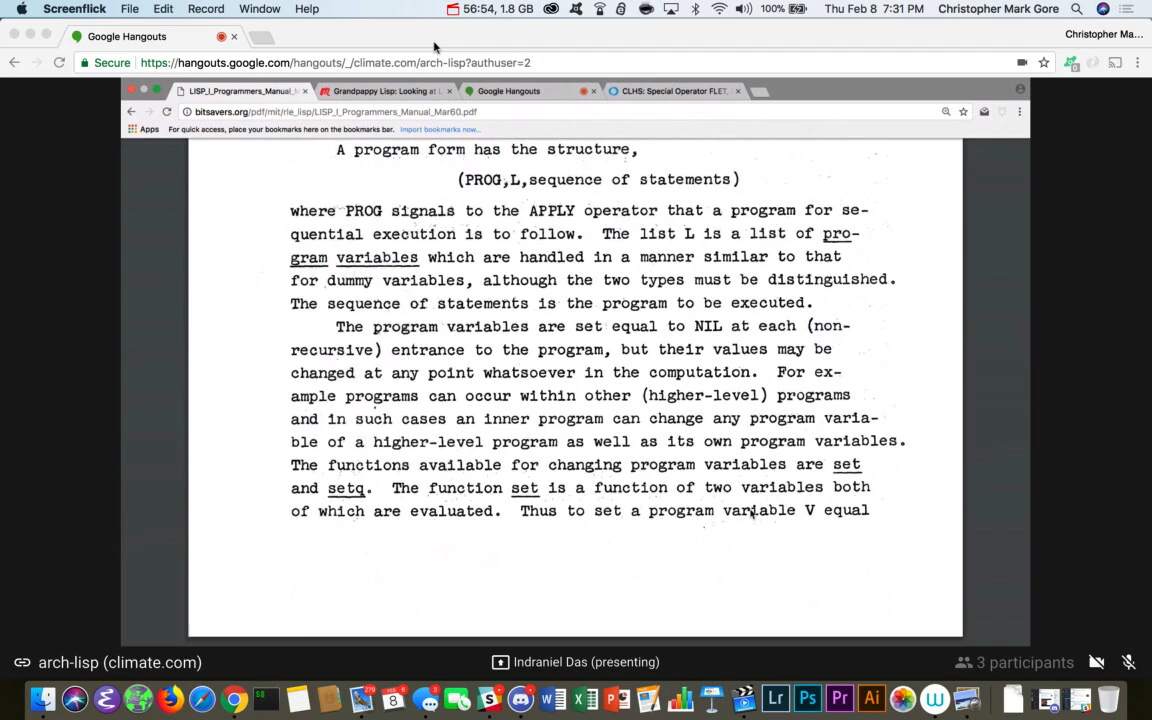 Screenflick File Edit Record Window Help 56:54, 1.8 GB 100% Thu Feb 8 7:31 PM Christopher Mark Gore
Google Hangouts Christopher Ma...
Secure https://hangouts.google.com/hangouts/_/climate.com/arch-lisp?authuser=2
LISP_I_Programmers_Manual_M Grandpappy Lisp: Looking at L Google Hangouts CLHS: Special Operator FLET,
bitsavers.org/pdf/mit/rle_lisp/LISP_I_Programmers_Manual_Mar60.pdf
Apps For quick access, place your bookmarks here on the bookmarks bar. Import bookmarks now...
A program form has the structure,
(PROG,L,sequence of statements)
where PROG signals to the APPLY operator that a program for se-
quential execution is to follow. The list L is a list of pro-
gram variables which are handled in a manner similar to that
for dummy variables, although the two types must be distinguished.
The sequence of statements is the program to be executed.
The program variables are set equal to NIL at each (non-
recursive) entrance to the program, but their values may be
changed at any point whatsoever in the computation. For ex-
ample programs can occur within other (higher-level) programs
and in such cases an inner program can change any program varia-
ble of a higher-level program as well as its own program variables.
The functions available for changing program variables are set
and setq. The function set is a function of two variables both
of which are evaluated. Thus to set a program variable V equal
arch-lisp (climate.com) Indraniel Das (presenting) 3 participants
Lr Ps Pr Ai